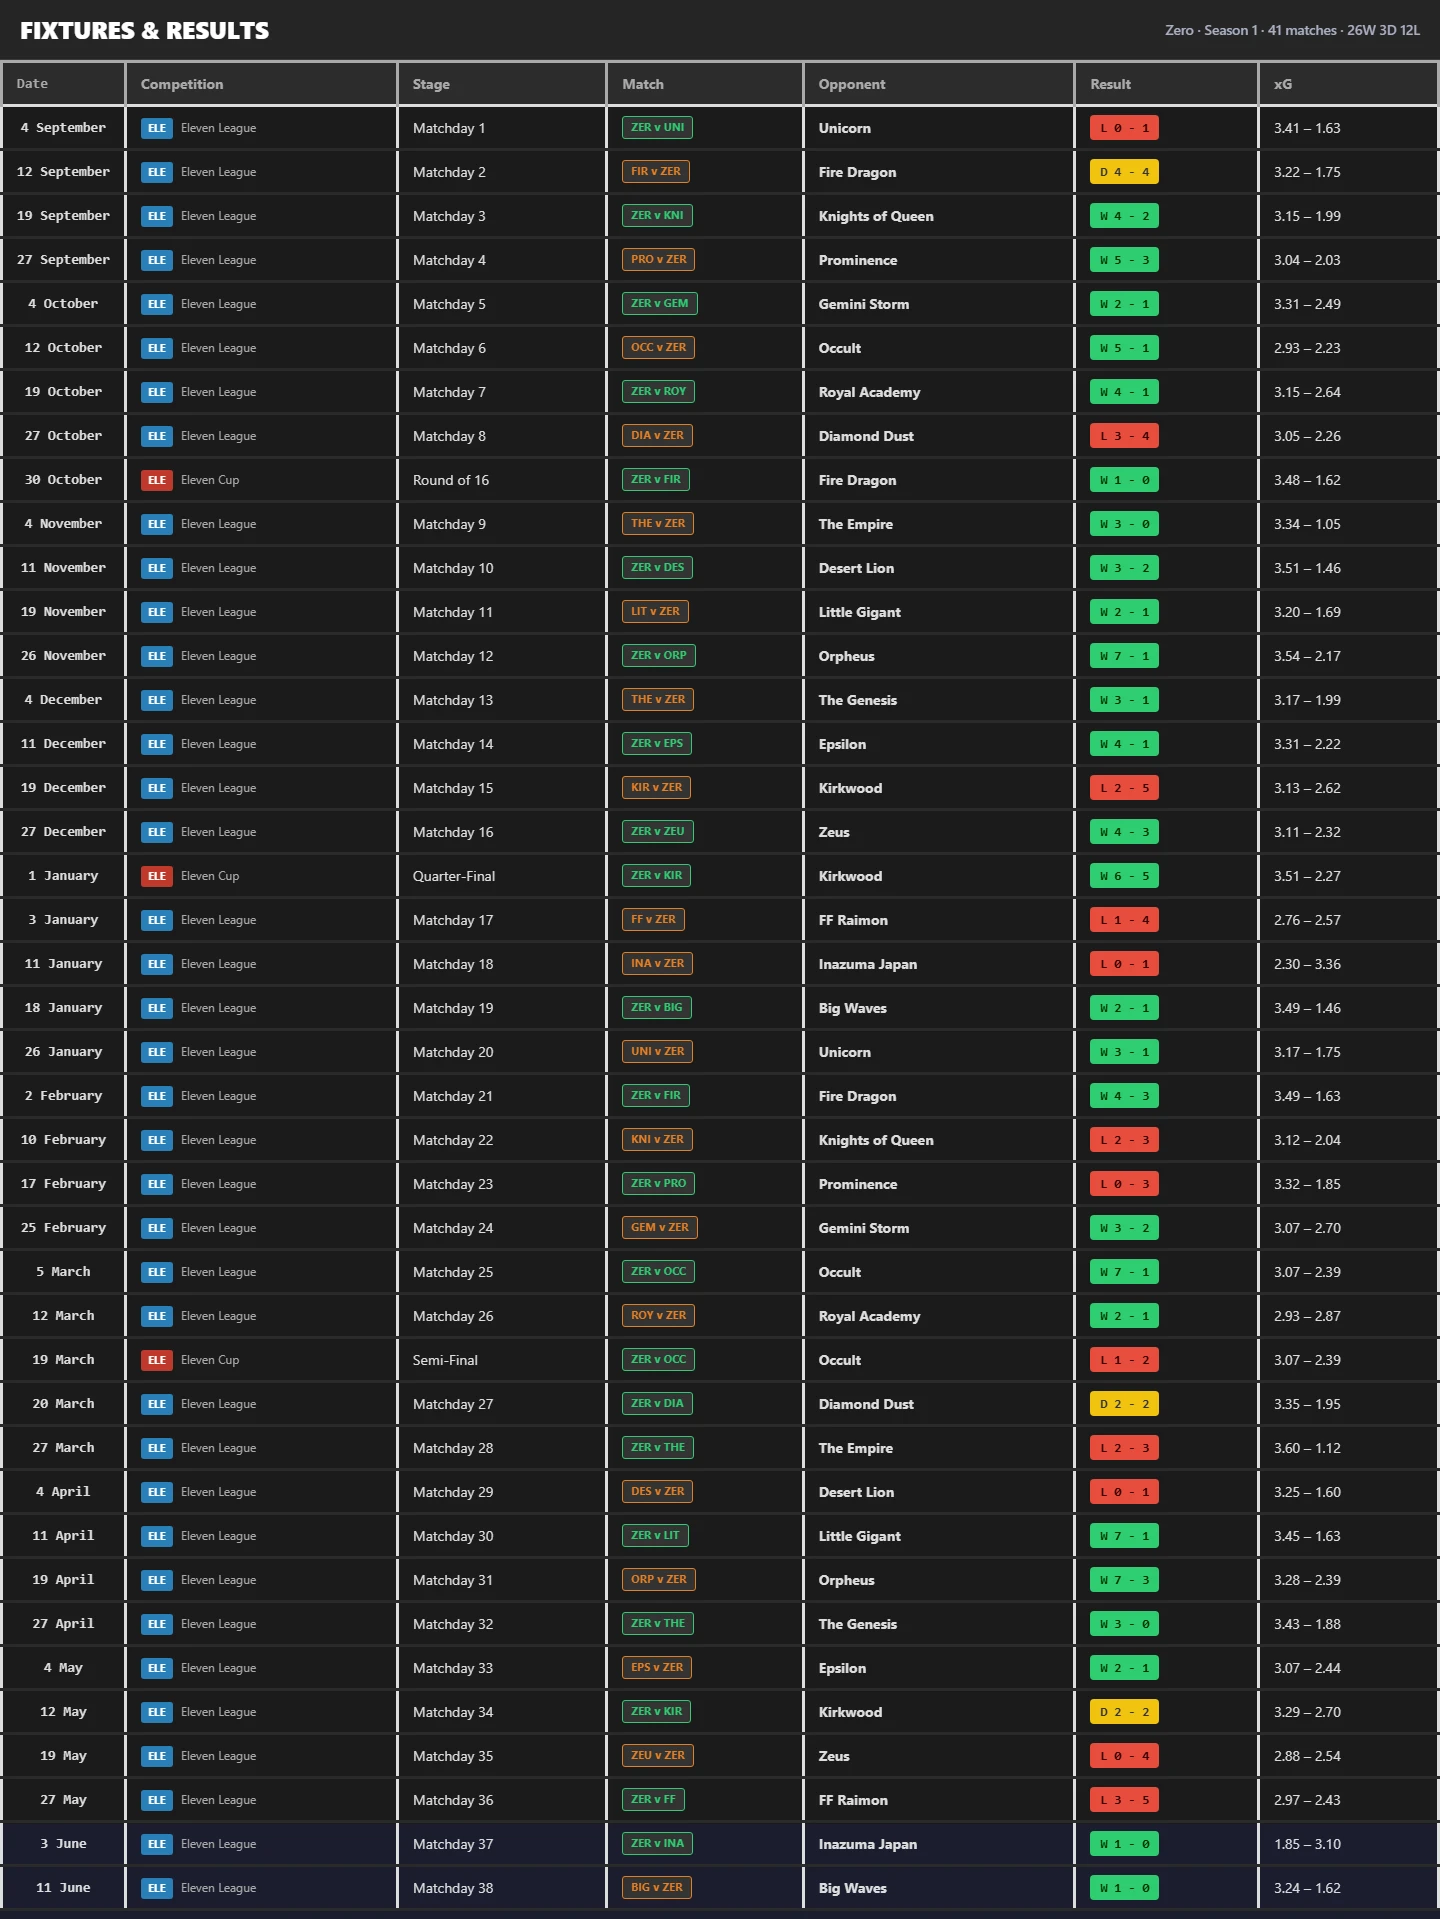 FIXTURES & RESULTS
Zero · Season 1 · 41 matches · 26W 3D 12L
Date Competition Stage Match Opponent Result xG
4 September ELE Eleven League Matchday 1 ZER v UNI Unicorn L 0 - 1 3.41 – 1.63
12 September ELE Eleven League Matchday 2 FIR v ZER Fire Dragon D 4 - 4 3.22 – 1.75
19 September ELE Eleven League Matchday 3 ZER v KNI Knights of Queen W 4 - 2 3.15 – 1.99
27 September ELE Eleven League Matchday 4 PRO v ZER Prominence W 5 - 3 3.04 – 2.03
4 October ELE Eleven League Matchday 5 ZER v GEM Gemini Storm W 2 - 1 3.31 – 2.49
12 October ELE Eleven League Matchday 6 OCC v ZER Occult W 5 - 1 2.93 – 2.23
19 October ELE Eleven League Matchday 7 ZER v ROY Royal Academy W 4 - 1 3.15 – 2.64
27 October ELE Eleven League Matchday 8 DIA v ZER Diamond Dust L 3 - 4 3.05 – 2.26
30 October ELE Eleven Cup Round of 16 ZER v FIR Fire Dragon W 1 - 0 3.48 – 1.62
4 November ELE Eleven League Matchday 9 THE v ZER The Empire W 3 - 0 3.34 – 1.05
11 November ELE Eleven League Matchday 10 ZER v DES Desert Lion W 3 - 2 3.51 – 1.46
19 November ELE Eleven League Matchday 11 LIT v ZER Little Gigant W 2 - 1 3.20 – 1.69
26 November ELE Eleven League Matchday 12 ZER v ORP Orpheus W 7 - 1 3.54 – 2.17
4 December ELE Eleven League Matchday 13 THE v ZER The Genesis W 3 - 1 3.17 – 1.99
11 December ELE Eleven League Matchday 14 ZER v EPS Epsilon W 4 - 1 3.31 – 2.22
19 December ELE Eleven League Matchday 15 KIR v ZER Kirkwood L 2 - 5 3.13 – 2.62
27 December ELE Eleven League Matchday 16 ZER v ZEU Zeus W 4 - 3 3.11 – 2.32
1 January ELE Eleven Cup Quarter-Final ZER v KIR Kirkwood W 6 - 5 3.51 – 2.27
3 January ELE Eleven League Matchday 17 FF v ZER FF Raimon L 1 - 4 2.76 – 2.57
11 January ELE Eleven League Matchday 18 INA v ZER Inazuma Japan L 0 - 1 2.30 – 3.36
18 January ELE Eleven League Matchday 19 ZER v BIG Big Waves W 2 - 1 3.49 – 1.46
26 January ELE Eleven League Matchday 20 UNI v ZER Unicorn W 3 - 1 3.17 – 1.75
2 February ELE Eleven League Matchday 21 ZER v FIR Fire Dragon W 4 - 3 3.49 – 1.63
10 February ELE Eleven League Matchday 22 KNI v ZER Knights of Queen L 2 - 3 3.12 – 2.04
17 February ELE Eleven League Matchday 23 ZER v PRO Prominence L 0 - 3 3.32 – 1.85
25 February ELE Eleven League Matchday 24 GEM v ZER Gemini Storm W 3 - 2 3.07 – 2.70
5 March ELE Eleven League Matchday 25 ZER v OCC Occult W 7 - 1 3.07 – 2.39
12 March ELE Eleven League Matchday 26 ROY v ZER Royal Academy W 2 - 1 2.93 – 2.87
19 March ELE Eleven Cup Semi-Final ZER v OCC Occult L 1 - 2 3.07 – 2.39
20 March ELE Eleven League Matchday 27 ZER v DIA Diamond Dust D 2 - 2 3.35 – 1.95
27 March ELE Eleven League Matchday 28 ZER v THE The Empire L 2 - 3 3.60 – 1.12
4 April ELE Eleven League Matchday 29 DES v ZER Desert Lion L 0 - 1 3.25 – 1.60
11 April ELE Eleven League Matchday 30 ZER v LIT Little Gigant W 7 - 1 3.45 – 1.63
19 April ELE Eleven League Matchday 31 ORP v ZER Orpheus W 7 - 3 3.28 – 2.39
27 April ELE Eleven League Matchday 32 ZER v THE The Genesis W 3 - 0 3.43 – 1.88
4 May ELE Eleven League Matchday 33 EPS v ZER Epsilon W 2 - 1 3.07 – 2.44
12 May ELE Eleven League Matchday 34 ZER v KIR Kirkwood D 2 - 2 3.29 – 2.70
19 May ELE Eleven League Matchday 35 ZEU v ZER Zeus L 0 - 4 2.88 – 2.54
27 May ELE Eleven League Matchday 36 ZER v FF FF Raimon L 3 - 5 2.97 – 2.43
3 June ELE Eleven League Matchday 37 ZER v INA Inazuma Japan W 1 - 0 1.85 – 3.10
11 June ELE Eleven League Matchday 38 BIG v ZER Big Waves W 1 - 0 3.24 – 1.62